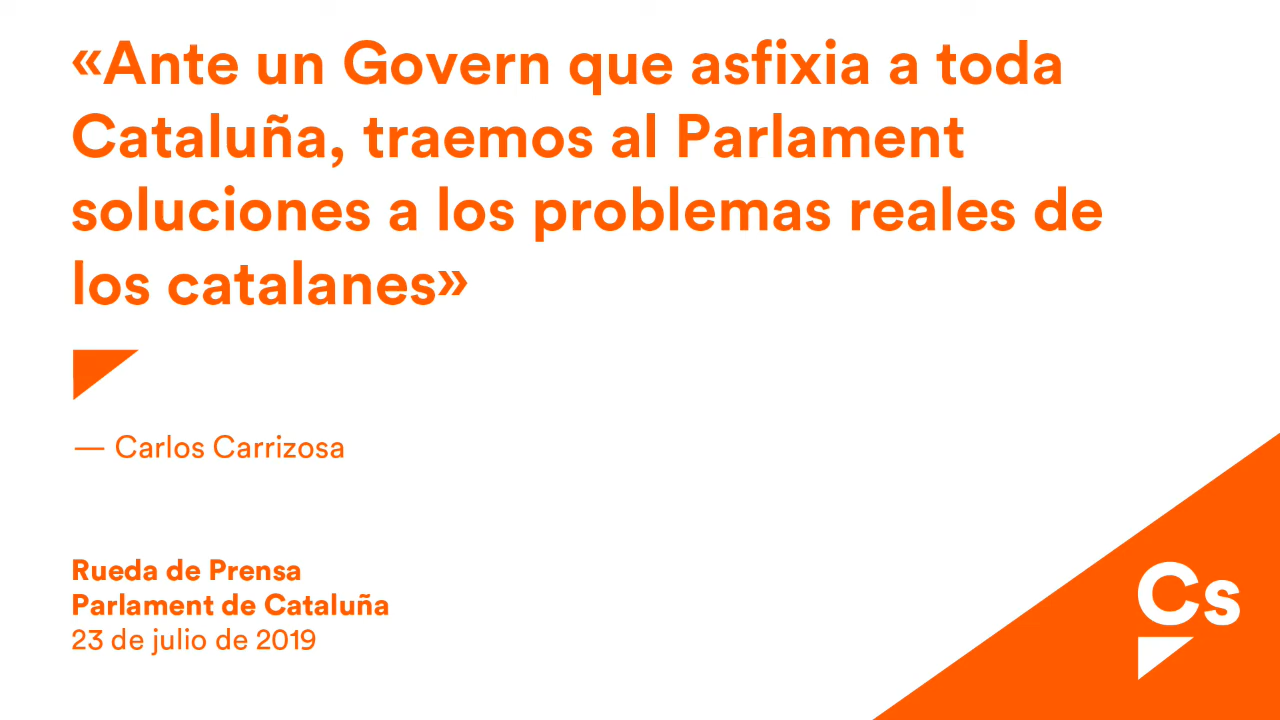 «Ante un Govern que asfixia a toda
Cataluña, traemos al Parlament
soluciones a los problemas reales de
los catalanes»
— Carlos Carrizosa
Rueda de Prensa
Parlament de Cataluña
23 de julio de 2019
Cs